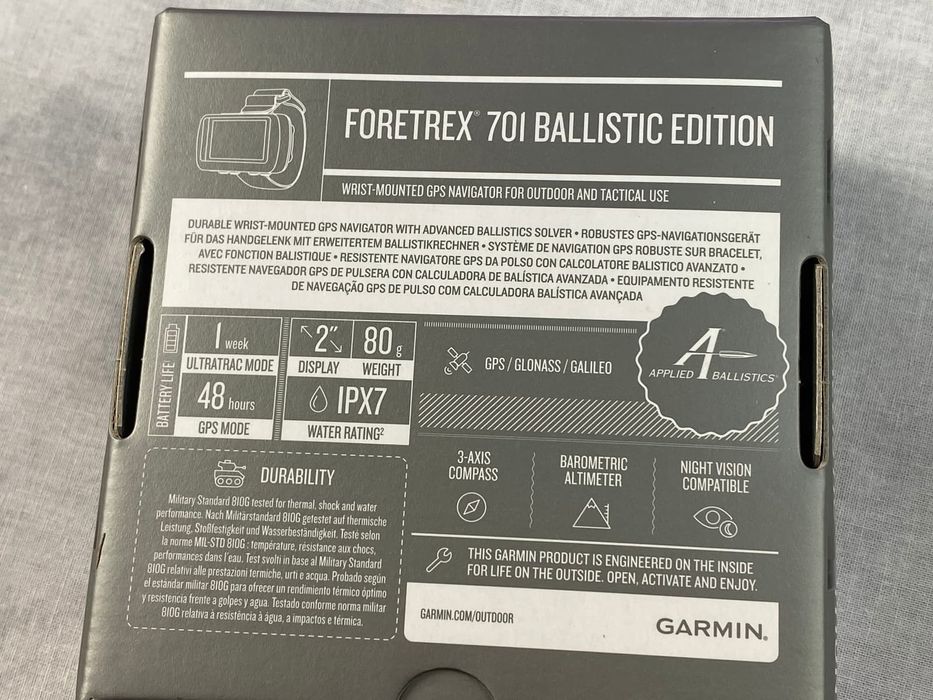 FORETREX® 701 BALLISTIC EDITION
WRIST-MOUNTED GPS NAVIGATOR FOR OUTDOOR AND TACTICAL USE
DURABLE WRIST-MOUNTED GPS NAVIGATOR WITH ADVANCED BALLISTICS SOLVER • ROBUSTES GPS-NAVIGATIONSGERÄT
FÜR DAS HANDGELENK MIT ERWEITERTEM BALLISTIKRECHNER • SYSTÈME DE NAVIGATION GPS ROBUSTE SUR BRACELET,
AVEC FONCTION BALISTIQUE • RESISTENTE NAVIGATORE GPS DA POLSO CON CALCOLATORE BALISTICO AVANZATO •
RESISTENTE NAVEGADOR GPS DE PULSERA CON CALCULADORA DE BALÍSTICA AVANZADA • EQUIPAMENTO RESISTENTE
DE NAVEGAÇÃO GPS DE PULSO COM CALCULADORA BALÍSTICA AVANÇADA
BATTERY LIFE
1 week
ULTRATRAC MODE
48 hours
GPS MODE
2"
DISPLAY
80 g
WEIGHT
IPX7
WATER RATING²
GPS / GLONASS / GALILEO
A
APPLIED BALLISTICS
DURABILITY
Military Standard 810G tested for thermal, shock and water
performance. Nach Militärstandard 810G getestet auf thermische
Leistung, Stoßfestigkeit und Wasserbeständigkeit. Testé selon
la norme MIL-STD 810G : température, résistance aux chocs,
performances dans l'eau. Test svolti in base al Military Standard
810G relativi alle prestazioni termiche, urti e acqua. Probado según
el estándar militar 810G para ofrecer un rendimiento térmico óptimo
y resistencia frente a golpes y agua. Testado conforme norma militar
810G relativa à resistência à água, a impactos e térmica.
3-AXIS
COMPASS
BAROMETRIC
ALTIMETER
NIGHT VISION
COMPATIBLE
THIS GARMIN PRODUCT IS ENGINEERED ON THE INSIDE
FOR LIFE ON THE OUTSIDE. OPEN, ACTIVATE AND ENJOY.
GARMIN.COM/OUTDOOR
GARMIN®